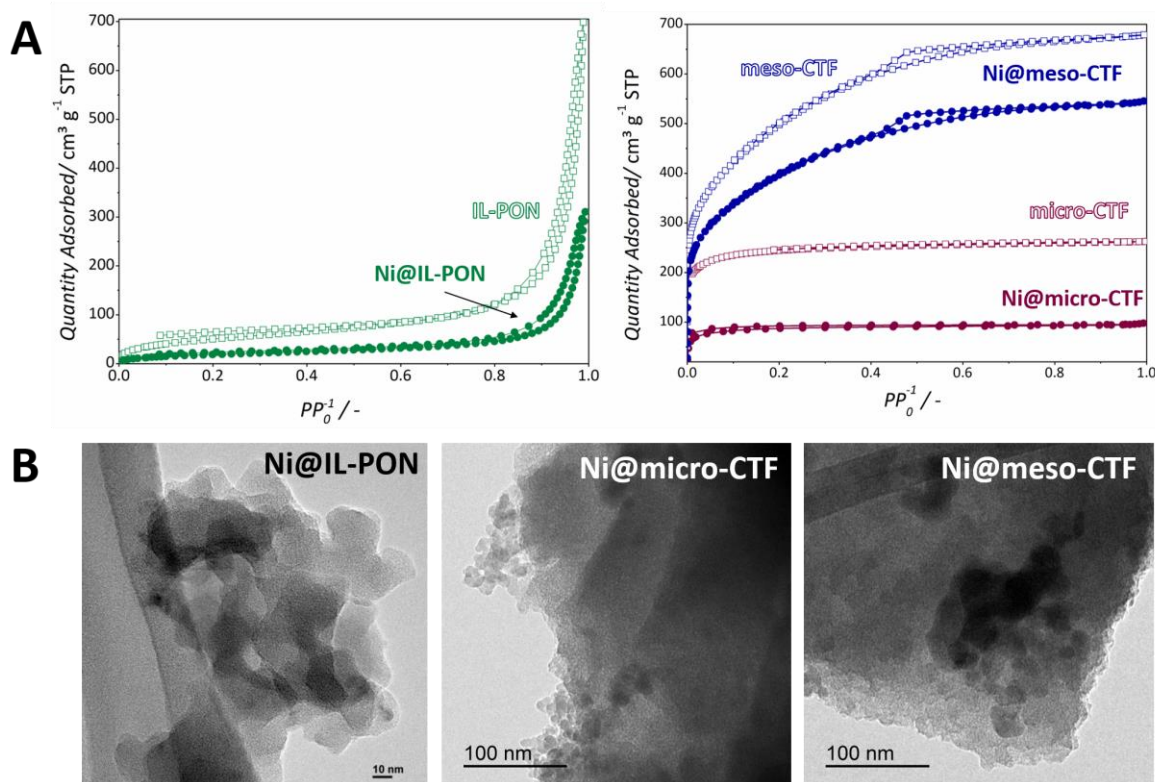 A
Quantity Adsorbed/ cm³ g⁻¹ STP
700
600
500
400
300
200
100
0
0.0 0.2 0.4 0.6 0.8 1.0
PP₀⁻¹ / -
IL-PON
Ni@IL-PON
Quantity Adsorbed/ cm³ g⁻¹ STP
700
600
500
400
300
200
100
0.0 0.2 0.4 0.6 0.8 1.0
PP₀⁻¹ / -
meso-CTF
Ni@meso-CTF
micro-CTF
Ni@micro-CTF
B
Ni@IL-PON
10 nm
Ni@micro-CTF
100 nm
Ni@meso-CTF
100 nm